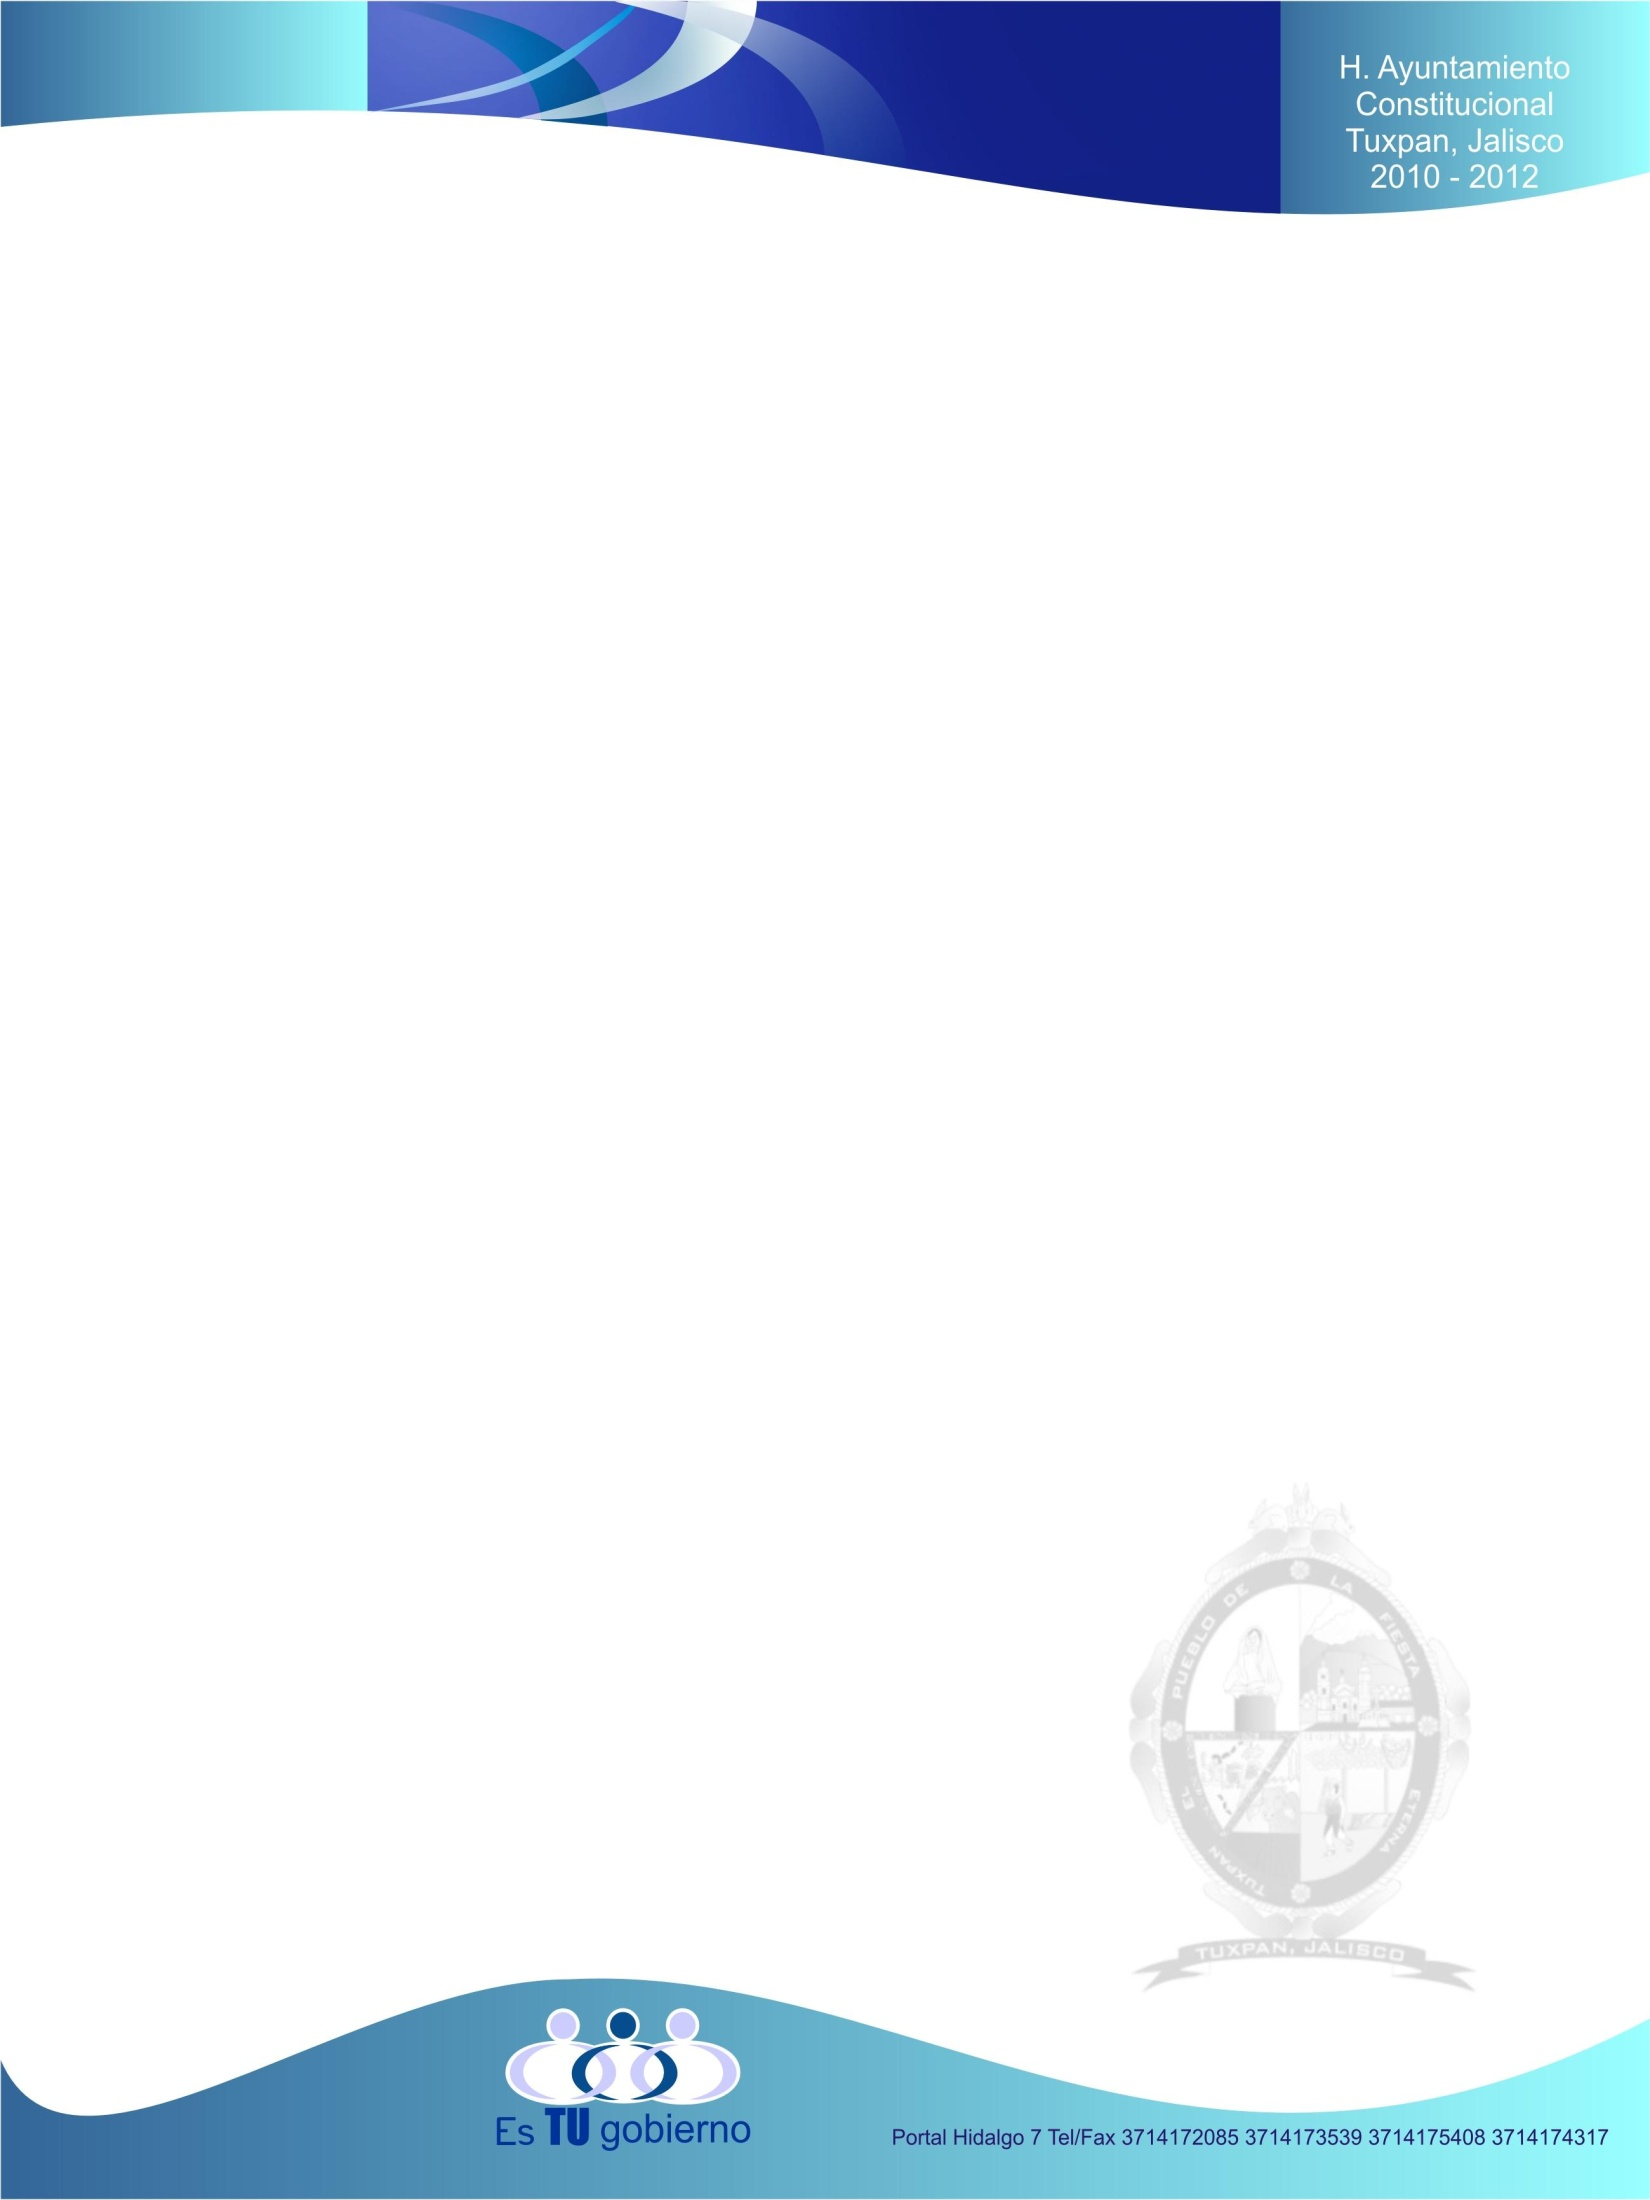 H. Ayuntamiento
Constitucional
Tuxpan, Jalisco
2010 - 2012
TUXPAN EL PUEBLO DE LA FIESTA ETERNA
TUXPAN, JALISCO
Es TU gobierno
Portal Hidalgo 7 Tel/Fax 3714172085 3714173539 3714175408 3714174317